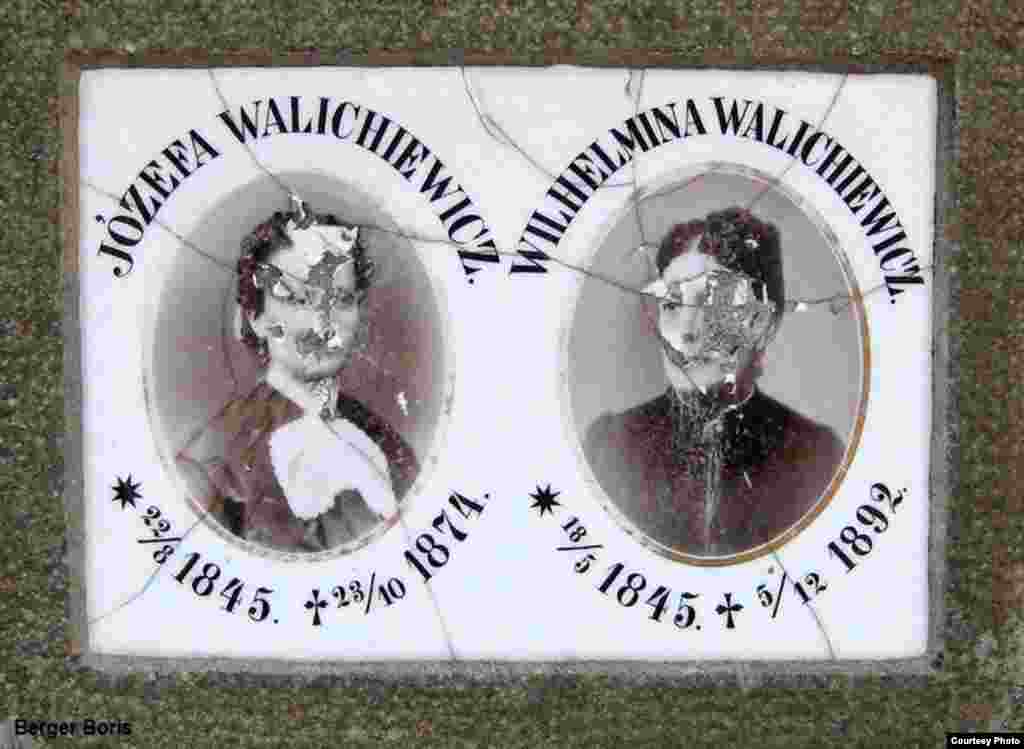 JÓZEFA WALICHIEWICZ.
✷ 22/8 1845. ✝ 23/10 1874.
WILHELMINA WALICHIEWICZ.
✷ 18/5 1845. ✝ 5/12 1892.
Berger Boris
Courtesy Photo